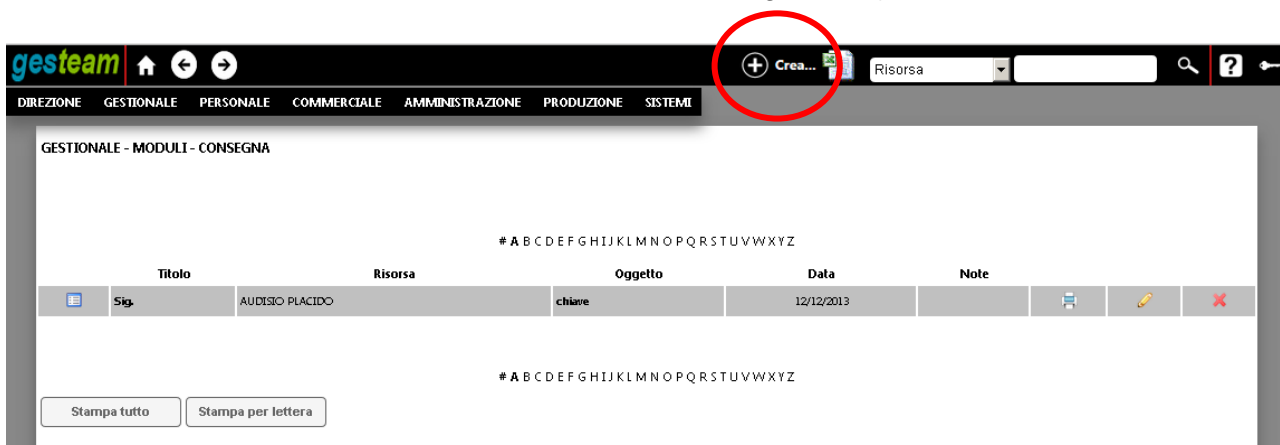 gesteam Crea... Risorsa ?
DIREZIONE GESTIONALE PERSONALE COMMERCIALE AMMINISTRAZIONE PRODUZIONE SISTEMI
GESTIONALE - MODULI - CONSEGNA
# A B C D E F G H I J K L M N O P Q R S T U V W X Y Z
Titolo Risorsa Oggetto Data Note
Sig. AUDISIO PLACIDO chiave 12/12/2013
# A B C D E F G H I J K L M N O P Q R S T U V W X Y Z
Stampa tutto Stampa per lettera